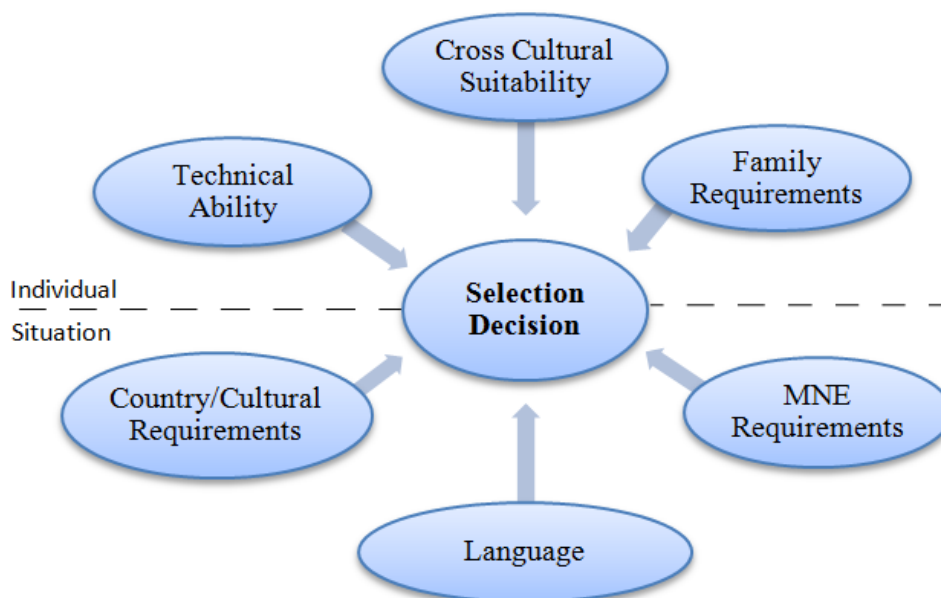 Cross Cultural
Suitability
Technical
Ability
Family
Requirements
Individual
Selection
Decision
Situation
Country/Cultural
Requirements
MNE
Requirements
Language